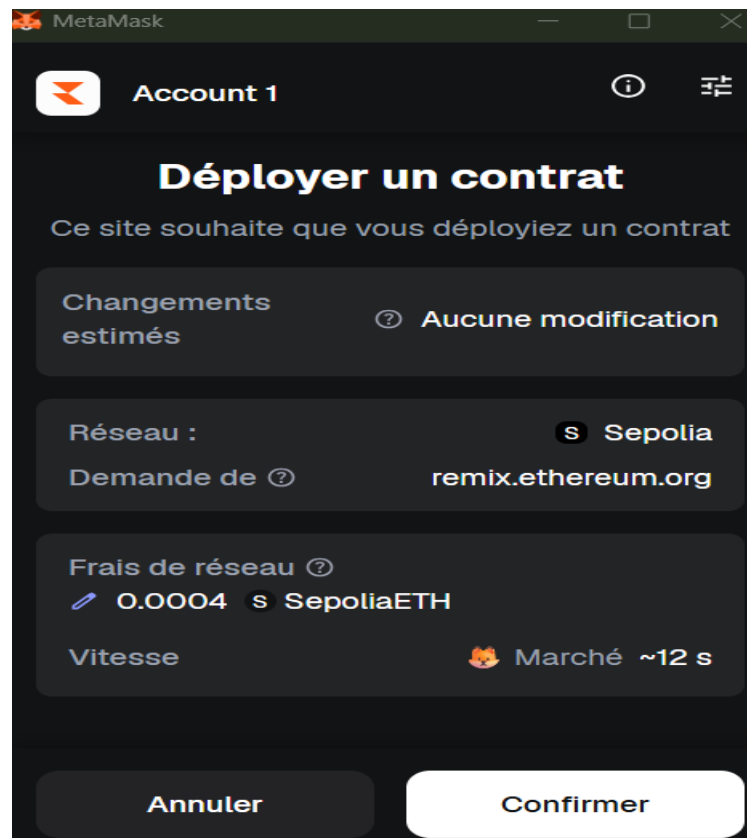 MetaMask
Account 1
Déployer un contrat
Ce site souhaite que vous déployiez un contrat
Changements
estimés
Aucune modification
Réseau : S Sepolia
Demande de remix.ethereum.org
Frais de réseau
0.0004 S SepoliaETH
Vitesse Marché ~12 s
Annuler Confirmer